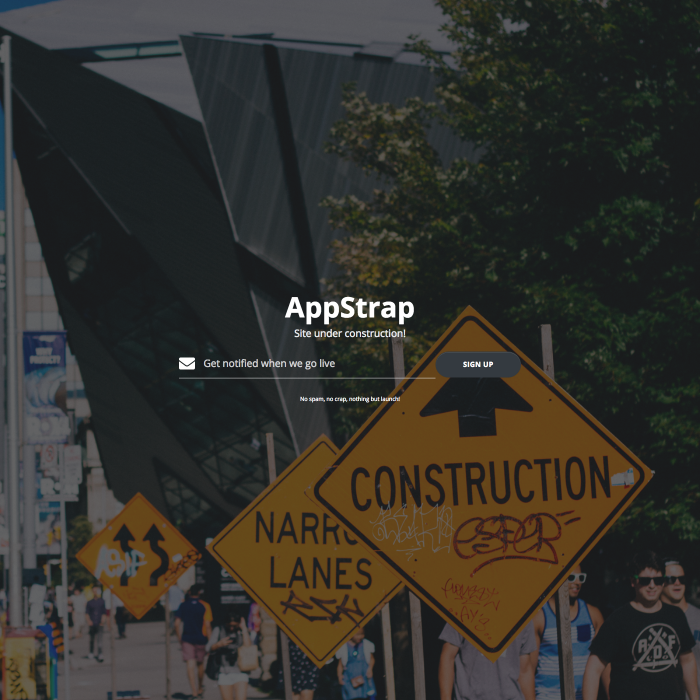 AppStrap
Site under construction!
Get notified when we go live
SIGN UP
No spam, no crap, nothing but launch!
CONSTRUCTION
NARRO
LANES